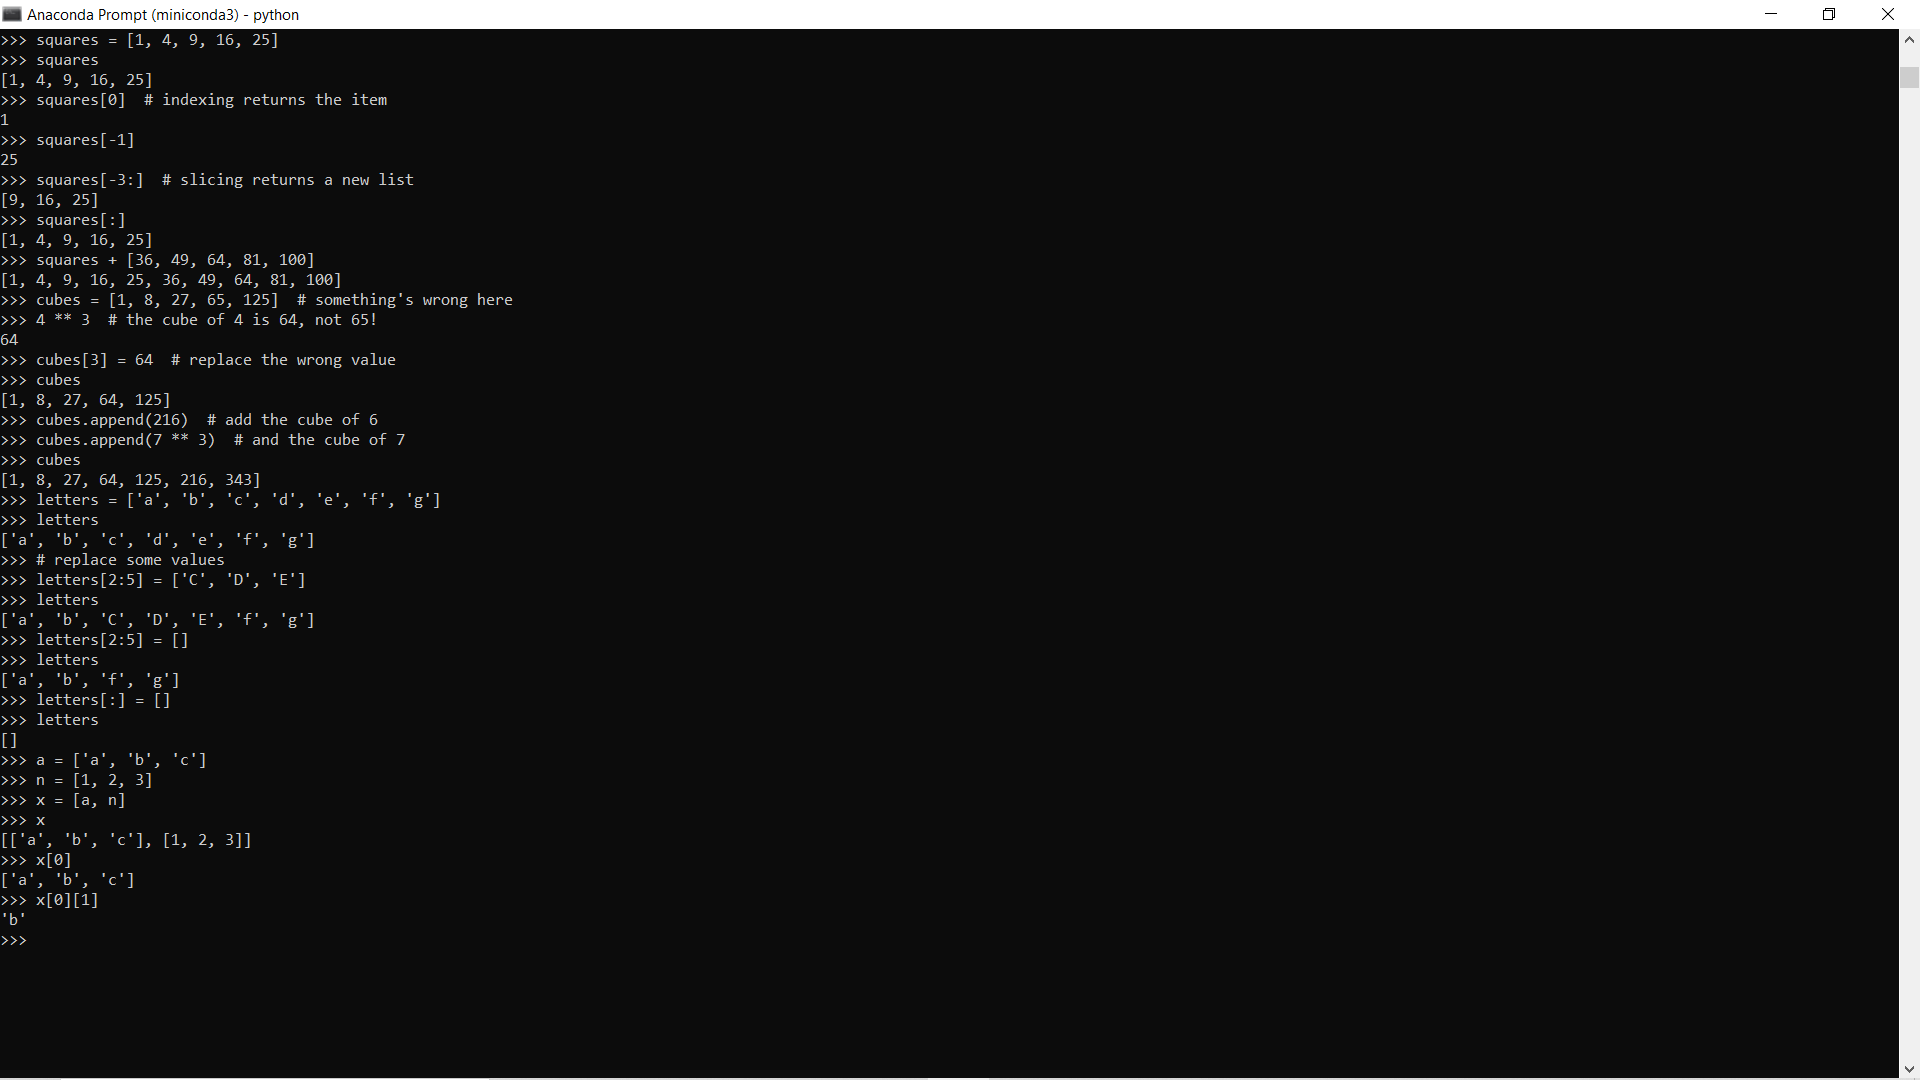 Anaconda Prompt (miniconda3) - python
>>> squares = [1, 4, 9, 16, 25]
>>> squares
[1, 4, 9, 16, 25]
>>> squares[0]  # indexing returns the item
1
>>> squares[-1]
25
>>> squares[-3:]  # slicing returns a new list
[9, 16, 25]
>>> squares[:]
[1, 4, 9, 16, 25]
>>> squares + [36, 49, 64, 81, 100]
[1, 4, 9, 16, 25, 36, 49, 64, 81, 100]
>>> cubes = [1, 8, 27, 65, 125]  # something's wrong here
>>> 4 ** 3  # the cube of 4 is 64, not 65!
64
>>> cubes[3] = 64  # replace the wrong value
>>> cubes
[1, 8, 27, 64, 125]
>>> cubes.append(216)  # add the cube of 6
>>> cubes.append(7 ** 3)  # and the cube of 7
>>> cubes
[1, 8, 27, 64, 125, 216, 343]
>>> letters = ['a', 'b', 'c', 'd', 'e', 'f', 'g']
>>> letters
['a', 'b', 'c', 'd', 'e', 'f', 'g']
>>> # replace some values
>>> letters[2:5] = ['C', 'D', 'E']
>>> letters
['a', 'b', 'C', 'D', 'E', 'f', 'g']
>>> letters[2:5] = []
>>> letters
['a', 'b', 'f', 'g']
>>> letters[:] = []
>>> letters
[]
>>> a = ['a', 'b', 'c']
>>> n = [1, 2, 3]
>>> x = [a, n]
>>> x
[['a', 'b', 'c'], [1, 2, 3]]
>>> x[0]
['a', 'b', 'c']
>>> x[0][1]
'b'
>>>